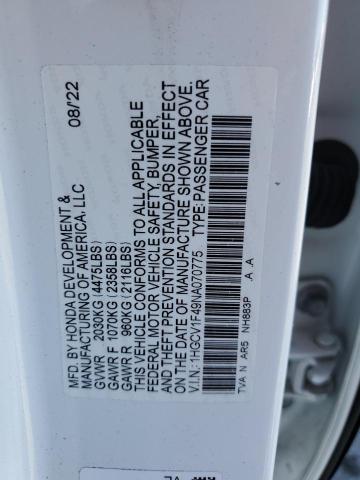 MFD. BY HONDA DEVELOPMENT & 08/22
MANUFACTURING OF AMERICA, LLC
GVWR 2030KG (4475LBS)
GAWR F 1070KG (2358LBS)
GAWR R 960KG (2116LBS)
THIS VEHICLE CONFORMS TO ALL APPLICABLE
FEDERAL MOTOR VEHICLE SAFETY, BUMPER,
AND THEFT PREVENTION STANDARDS IN EFFECT
ON THE DATE OF MANUFACTURE SHOWN ABOVE.
V.I.N.: 1HGCV1F49NA070775 TYPE: PASSENGER CAR
TVA N AR5 NH883P A A